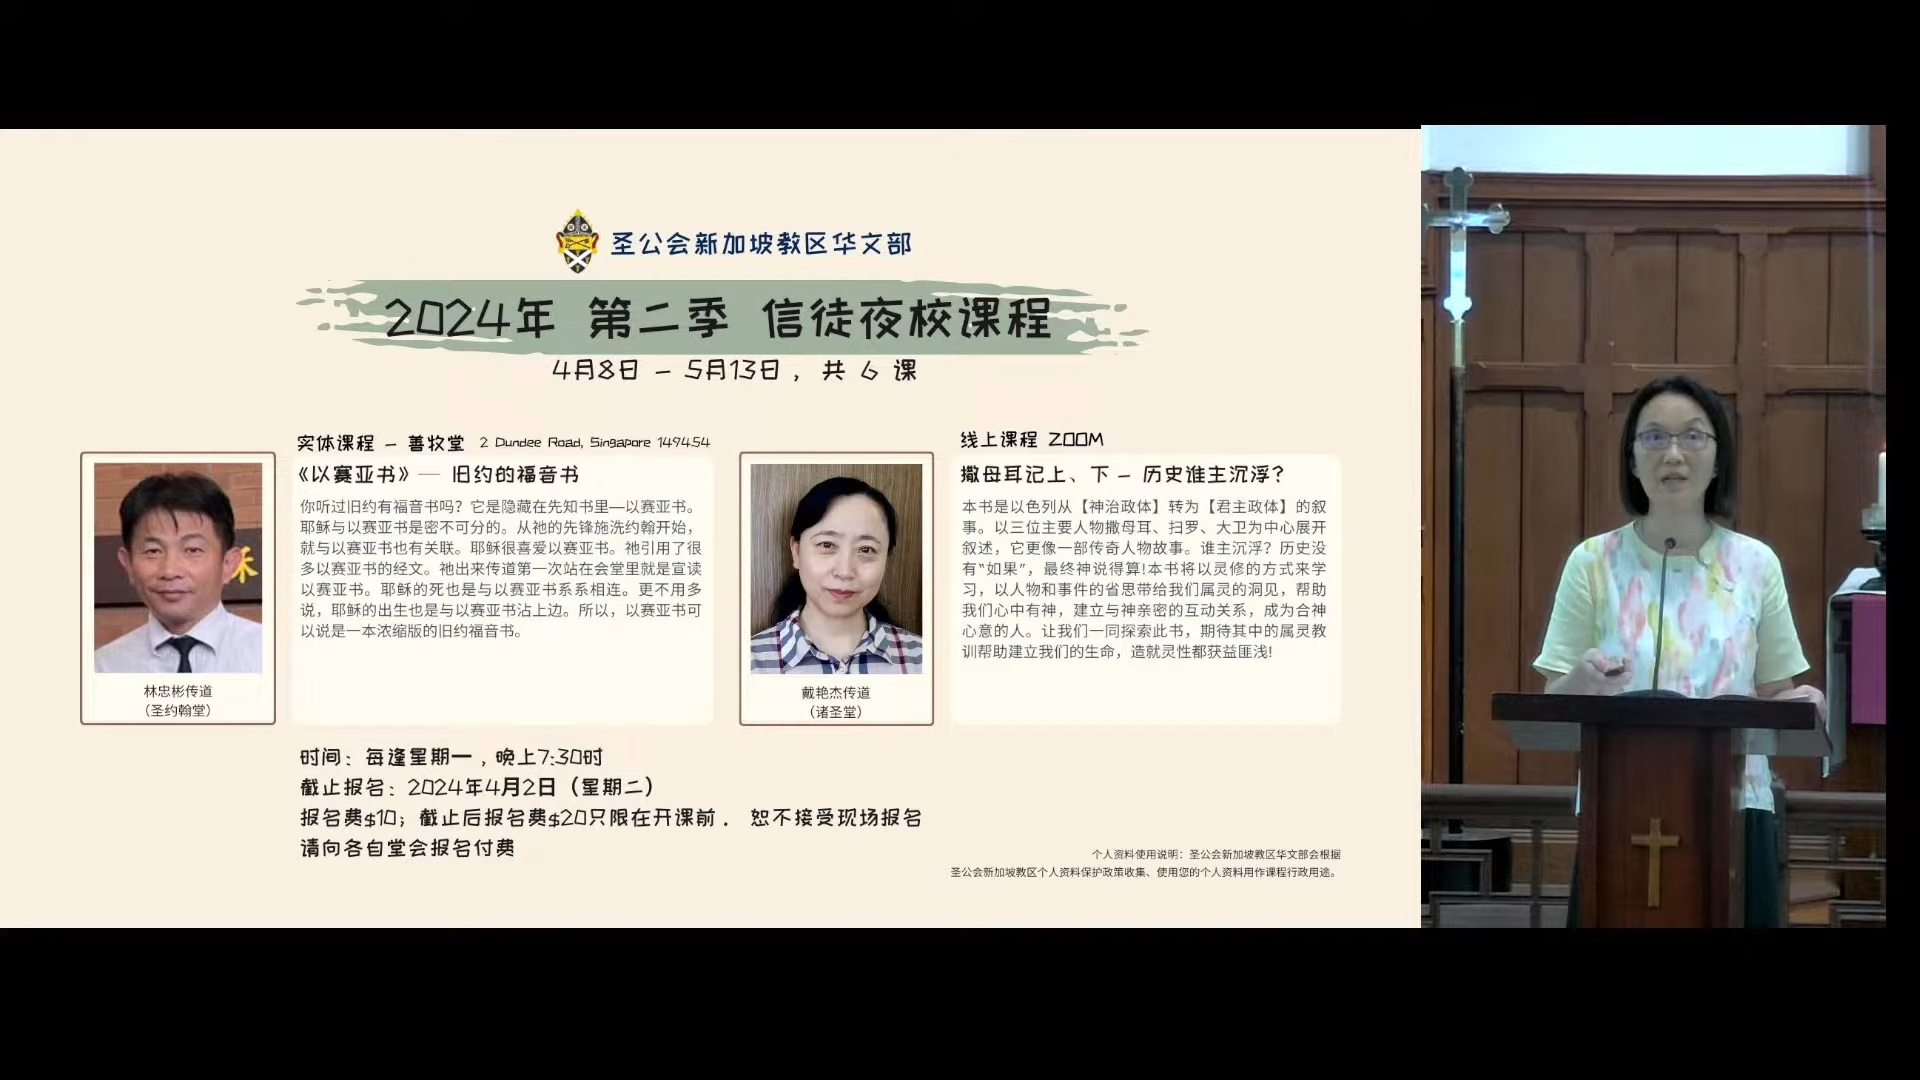 圣公会新加坡教区华文部
2024年 第二季 信徒夜校课程
4月8日 – 5月13日，共 6 课
实体课程 – 善牧堂 2 Dundee Road, Singapore 149454
《以赛亚书》— 旧约的福音书
你听过旧约有福音书吗？它是隐藏在先知书里—以赛亚书。
耶稣与以赛亚书是密不可分的。从祂的先锋施洗约翰开始，
就与以赛亚书也有关联。耶稣很喜爱以赛亚书。祂引用了很
多以赛亚书的经文。祂出来传道第一次站在会堂里就是宣读
以赛亚书。耶稣的死也是与以赛亚书系系相连。更不用多
说，耶稣的出生也是与以赛亚书沾上边。所以，以赛亚书可
以说是一本浓缩版的旧约福音书。
林忠彬传道
（圣约翰堂）
线上课程 ZOOM
撒母耳记上、下 – 历史谁主沉浮？
本书是以色列从【神治政体】转为【君主政体】的叙
事。以三位主要人物撒母耳、扫罗、大卫为中心展开
叙述，它更像一部传奇人物故事。谁主沉浮？历史没
有“如果”，最终神说得算!本书将以灵修的方式来学
习，以人物和事件的省思带给我们属灵的洞见，帮助
我们心中有神，建立与神亲密的互动关系，成为合神
心意的人。让我们一同探索此书，期待其中的属灵教
训帮助建立我们的生命，造就灵性都获益匪浅!
戴艳杰传道
（诸圣堂）
时间：每逢星期一，晚上7:30时
截止报名：2024年4月2日（星期二）
报名费$10；截止后报名费$20只限在开课前． 恕不接受现场报名
请向各自堂会报名付费
个人资料使用说明：圣公会新加坡教区华文部会根据
圣公会新加坡教区个人资料保护政策收集、使用您的个人资料用作课程行政用途。
稣